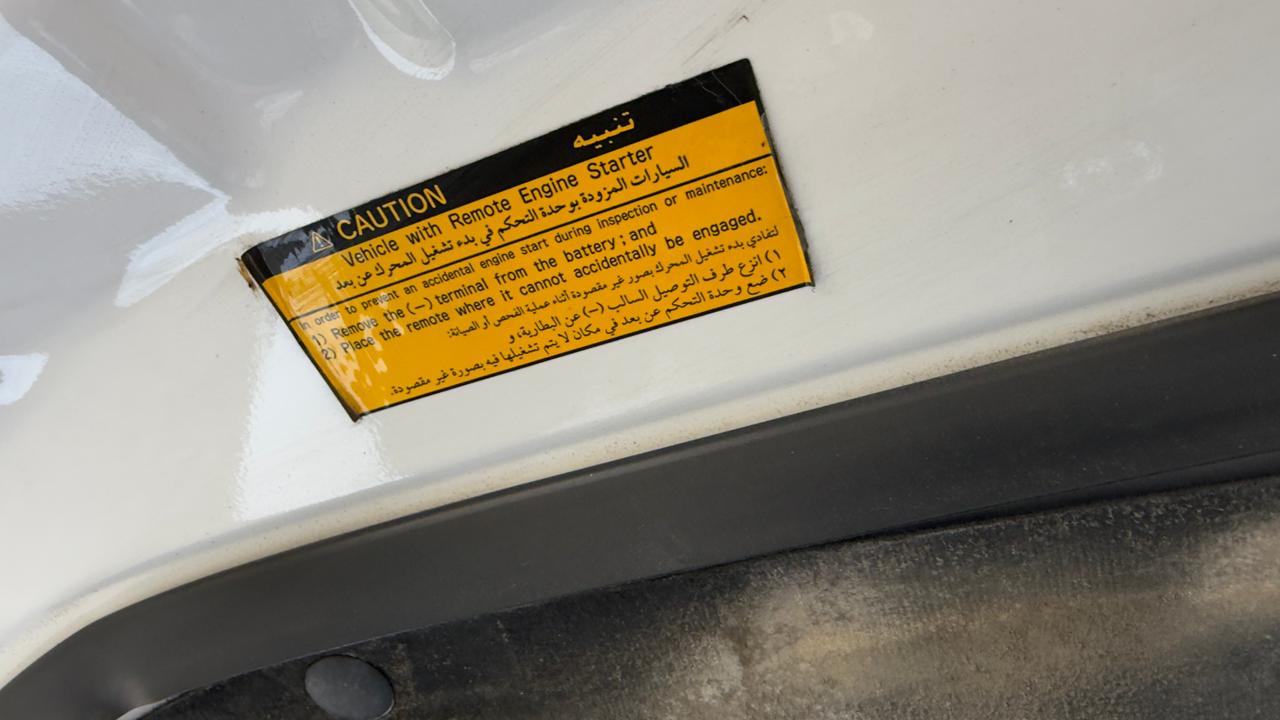 تنبيه
⚠ CAUTION
Vehicle with Remote Engine Starter
السيارات المزودة بوحدة التحكم في بدء تشغيل المحرك عن بعد
In order to prevent an accidental engine start during inspection or maintenance:
1) Remove the (−) terminal from the battery; and
2) Place the remote where it cannot accidentally be engaged.
لتفادي بدء تشغيل المحرك بصور غير مقصودة أثناء عملية الفحص أو الصيانة:
١) انزع طرف التوصيل السالب (−) عن البطارية، و
٢) ضع وحدة التحكم عن بعد في مكان لا يتم تشغيلها فيه بصورة غير مقصودة.